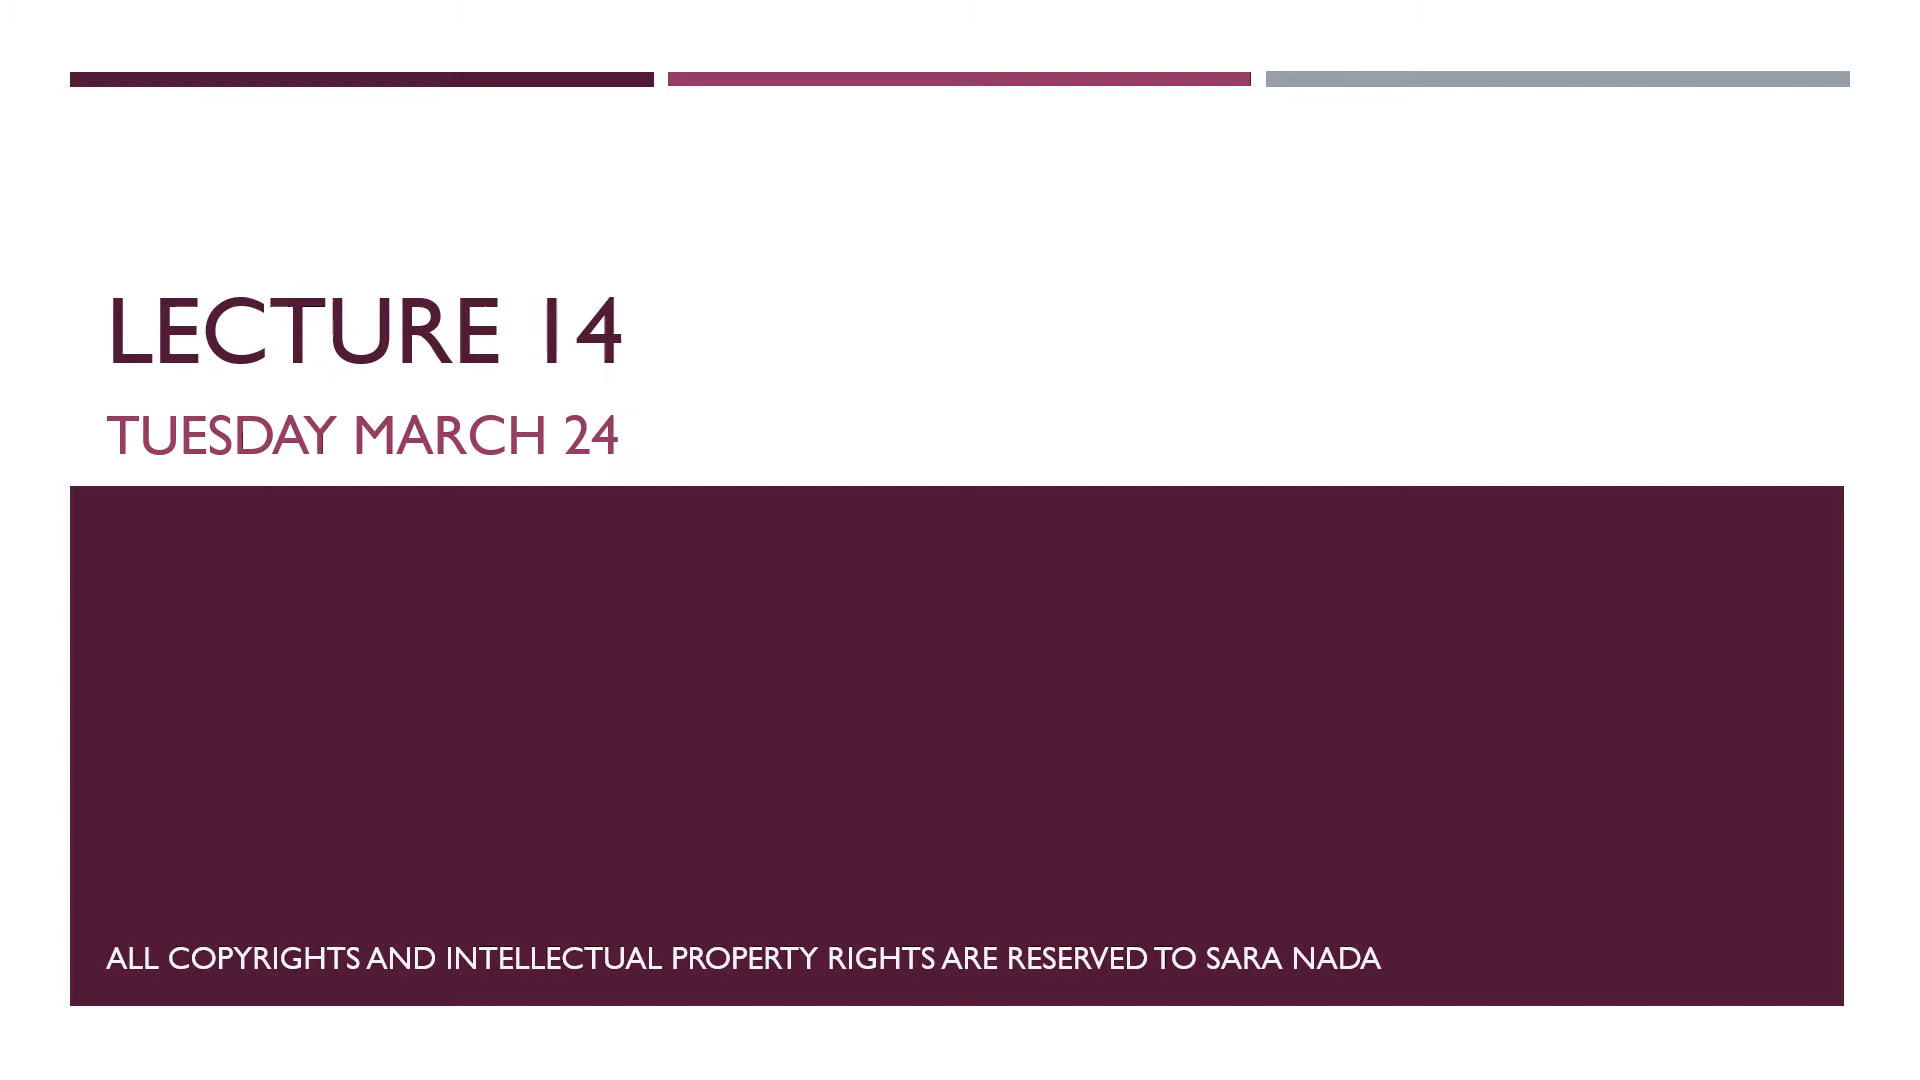 LECTURE 14
TUESDAY MARCH 24
ALL COPYRIGHTS AND INTELLECTUAL PROPERTY RIGHTS ARE RESERVED TO SARA NADA